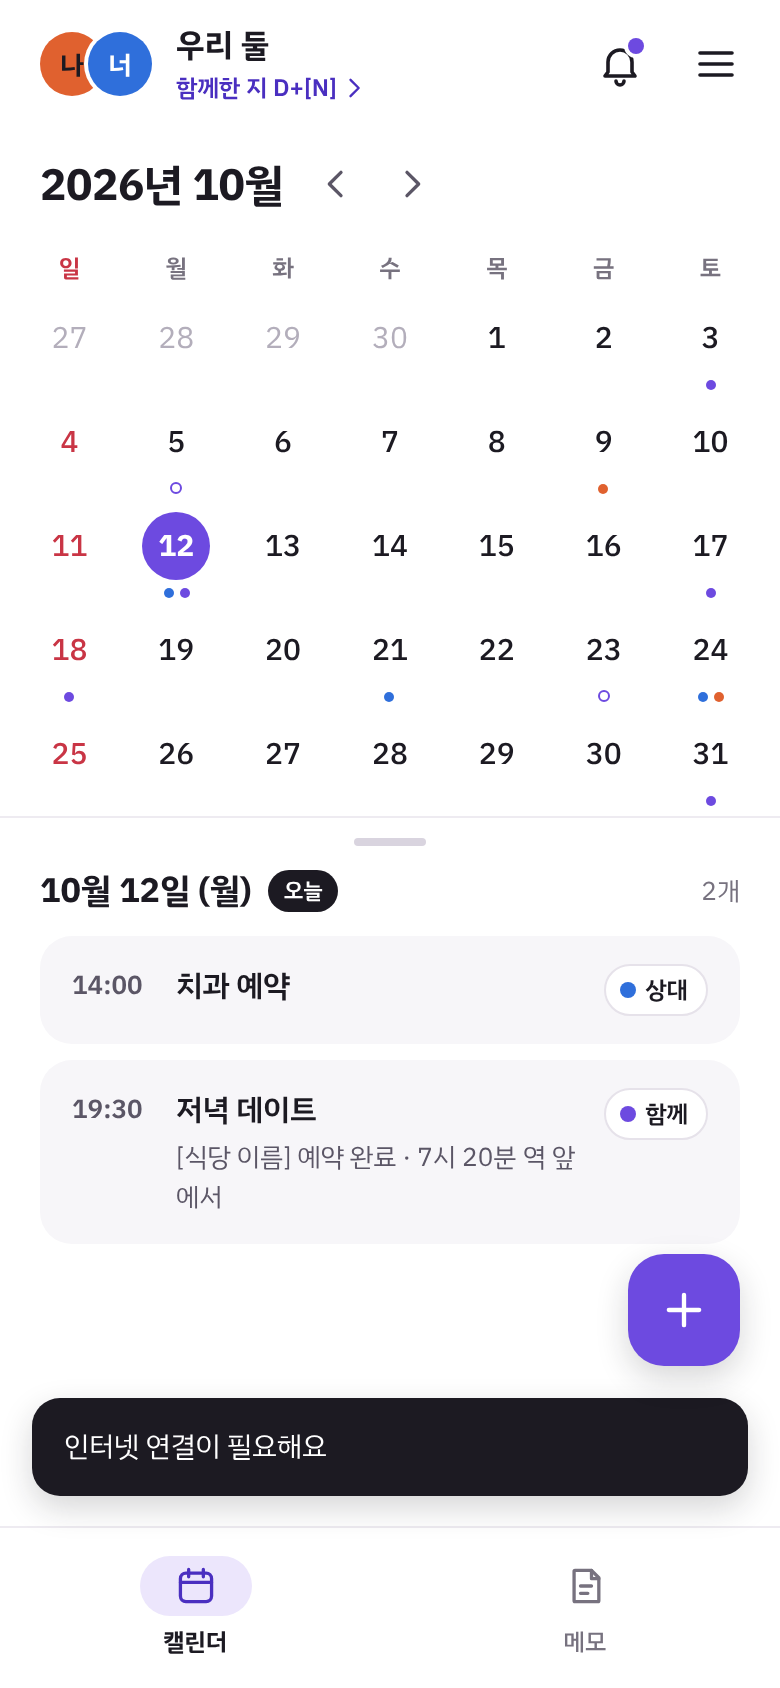 나 너 우리 둘
함께한 지 D+[N]
2026년 10월
일 월 화 수 목 금 토
27 28 29 30 1 2 3
4 5 6 7 8 9 10
11 12 13 14 15 16 17
18 19 20 21 22 23 24
25 26 27 28 29 30 31
10월 12일 (월) 오늘 2개
14:00 치과 예약 상대
19:30 저녁 데이트 함께
[식당 이름] 예약 완료 · 7시 20분 역 앞
에서
인터넷 연결이 필요해요
캘린더 메모